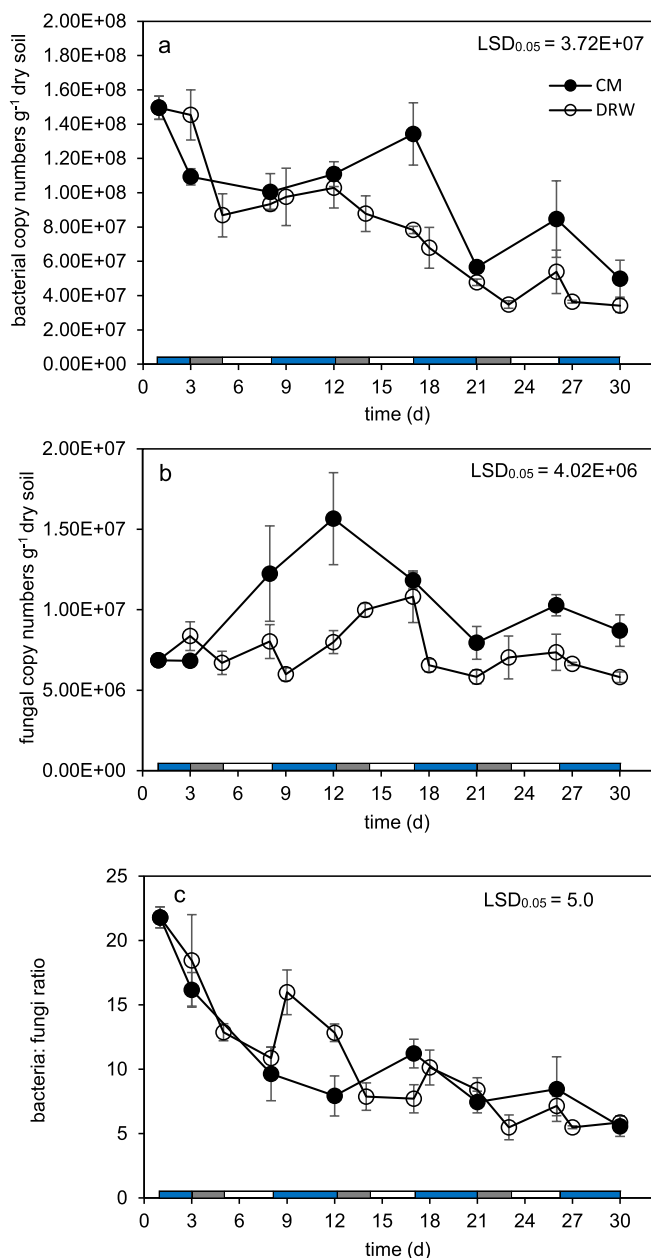 a
LSD0.05 = 3.72E+07
CM
DRW
bacterial copy numbers g-1 dry soil
2.00E+08
1.80E+08
1.60E+08
1.40E+08
1.20E+08
1.00E+08
8.00E+07
6.00E+07
4.00E+07
2.00E+07
0.00E+00
0 3 6 9 12 15 18 21 24 27 30
time (d)
b
LSD0.05 = 4.02E+06
fungal copy numbers g-1 dry soil
2.00E+07
1.50E+07
1.00E+07
5.00E+06
0.00E+00
0 3 6 9 12 15 18 21 24 27 30
time (d)
c
LSD0.05 = 5.0
bacteria: fungi ratio
25
20
15
10
5
0
0 3 6 9 12 15 18 21 24 27 30
time (d)